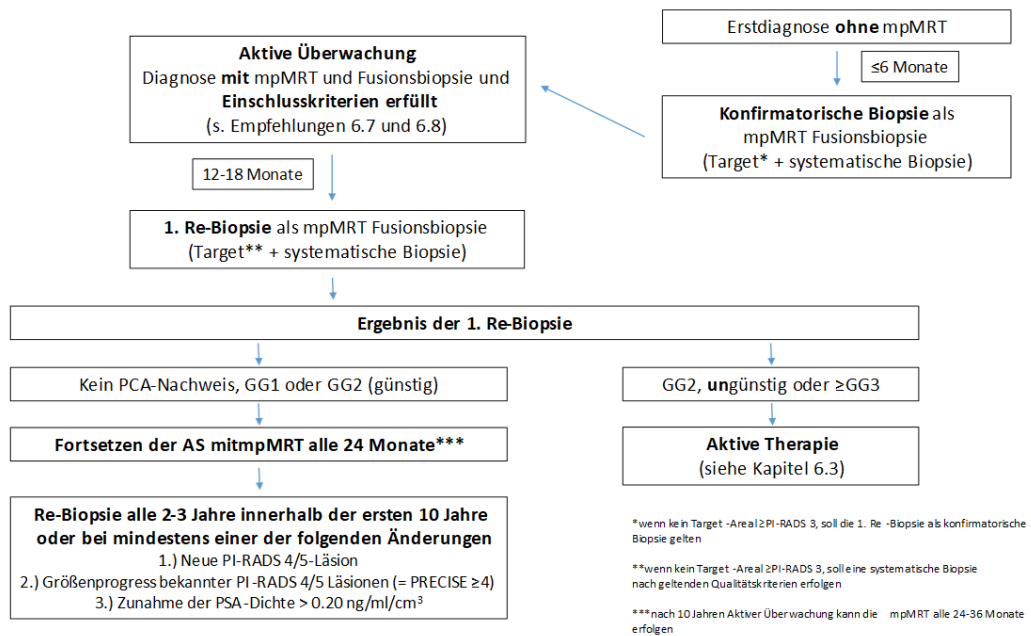 Erstdiagnose ohne mpMRT
≤6 Monate
Konfirmatorische Biopsie als
mpMRT Fusionsbiopsie
(Target* + systematische Biopsie)
Aktive Überwachung
Diagnose mit mpMRT und Fusionsbiopsie und
Einschlusskriterien erfüllt
(s. Empfehlungen 6.7 und 6.8)
12-18 Monate
1. Re-Biopsie als mpMRT Fusionsbiopsie
(Target** + systematische Biopsie)
Ergebnis der 1. Re-Biopsie
Kein PCA-Nachweis, GG1 oder GG2 (günstig)
Fortsetzen der AS mitmpMRT alle 24 Monate***
Re-Biopsie alle 2-3 Jahre innerhalb der ersten 10 Jahre
oder bei mindestens einer der folgenden Änderungen
1.) Neue PI-RADS 4/5-Läsion
2.) Größenprogress bekannter PI-RADS 4/5 Läsionen (= PRECISE ≥4)
3.) Zunahme der PSA-Dichte > 0.20 ng/ml/cm³
GG2, ungünstig oder ≥GG3
Aktive Therapie
(siehe Kapitel 6.3)
*wenn kein Target -Areal ≥PI-RADS 3, soll die 1. Re -Biopsie als konfirmatorische
Biopsie gelten
**wenn kein Target -Areal ≥PI-RADS 3, soll eine systematische Biopsie
nach geltenden Qualitätskriterien erfolgen
***nach 10 Jahren Aktiver Überwachung kann die mpMRT alle 24-36 Monate
erfolgen